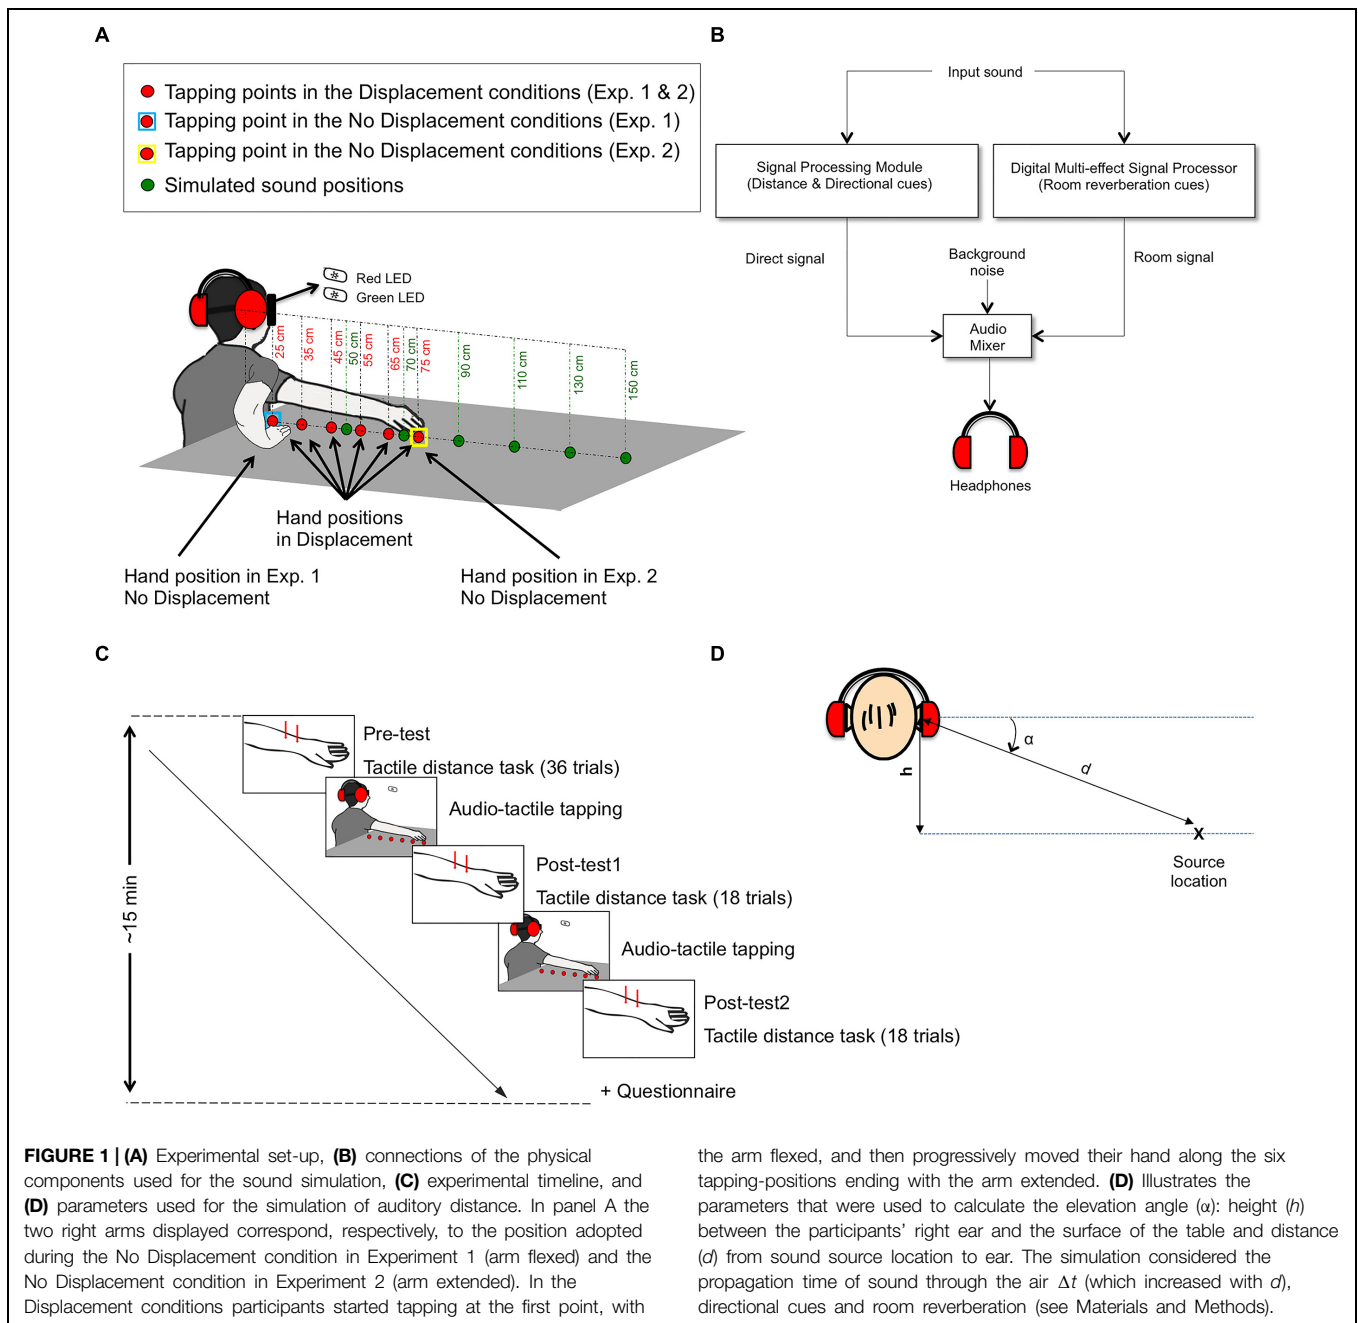 A
Tapping points in the Displacement conditions (Exp. 1 & 2)
Tapping point in the No Displacement conditions (Exp. 1)
Tapping point in the No Displacement conditions (Exp. 2)
Simulated sound positions
Red LED
Green LED
25 cm
35 cm
45 cm
50 cm
55 cm
65 cm
70 cm
75 cm
90 cm
110 cm
130 cm
150 cm
Hand positions
in Displacement
Hand position in Exp. 1
No Displacement
Hand position in Exp. 2
No Displacement
B
Input sound
Signal Processing Module
(Distance & Directional cues)
Digital Multi-effect Signal Processor
(Room reverberation cues)
Direct signal
Background
noise
Room signal
Audio
Mixer
Headphones
C
~15 min
Pre-test
Tactile distance task (36 trials)
Audio-tactile tapping
Post-test1
Tactile distance task (18 trials)
Audio-tactile tapping
Post-test2
Tactile distance task (18 trials)
+ Questionnaire
D
α
d
h
X
Source
location
FIGURE 1 | (A) Experimental set-up, (B) connections of the physical
components used for the sound simulation, (C) experimental timeline, and
(D) parameters used for the simulation of auditory distance. In panel A the
two right arms displayed correspond, respectively, to the position adopted
during the No Displacement condition in Experiment 1 (arm flexed) and the
No Displacement condition in Experiment 2 (arm extended). In the
Displacement conditions participants started tapping at the first point, with
the arm flexed, and then progressively moved their hand along the six
tapping-positions ending with the arm extended. (D) Illustrates the
parameters that were used to calculate the elevation angle (α): height (h)
between the participants' right ear and the surface of the table and distance
(d) from sound source location to ear. The simulation considered the
propagation time of sound through the air Δt (which increased with d),
directional cues and room reverberation (see Materials and Methods).